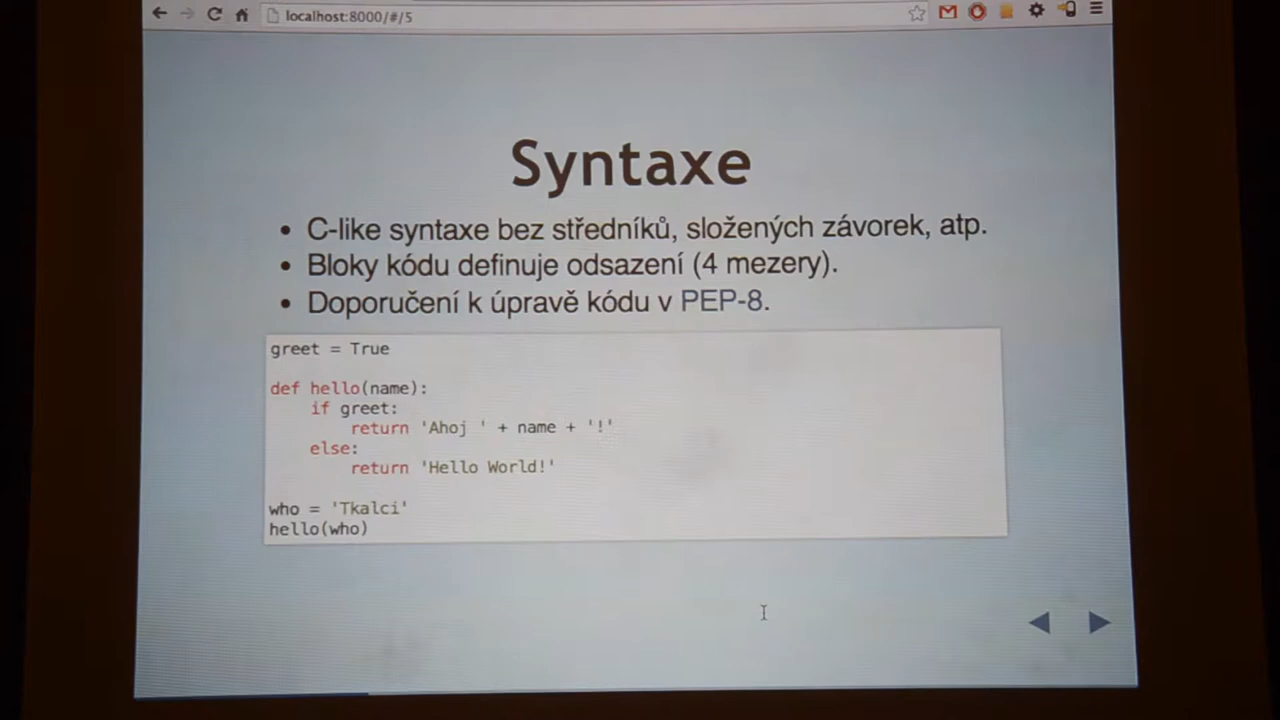 localhost:8000/#/5
Syntaxe
• C-like syntaxe bez středníků, složených závorek, atp.
• Bloky kódu definuje odsazení (4 mezery).
• Doporučení k úpravě kódu v PEP-8.
greet = True
def hello(name):
    if greet:
        return 'Ahoj ' + name + '!'
    else:
        return 'Hello World!'
who = 'Tkalci'
hello(who)